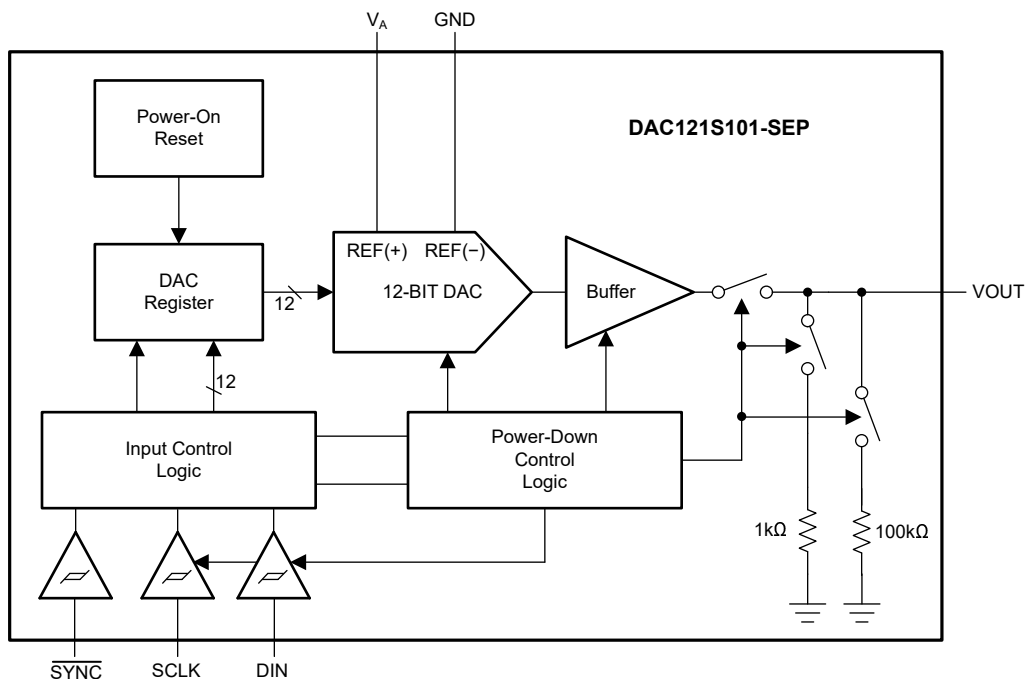 V_A
GND
Power-On
Reset
DAC121S101-SEP
REF(+)
REF(−)
DAC
Register
12
12-BIT DAC
Buffer
VOUT
12
Input Control
Logic
Power-Down
Control
Logic
1kΩ
100kΩ
S̅Y̅N̅C̅
SCLK
DIN